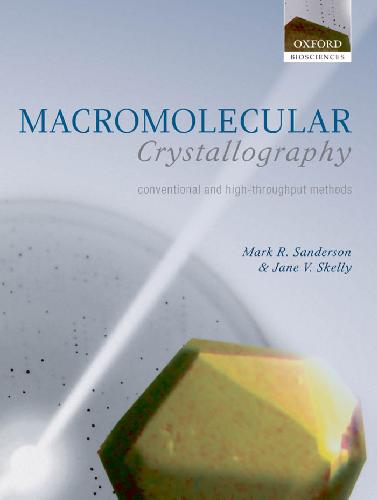 OXFORD
BIOSCIENCES
MACROMOLECULAR
Crystallography
conventional and high-throughput methods
Mark R. Sanderson
& Jane V. Skelly